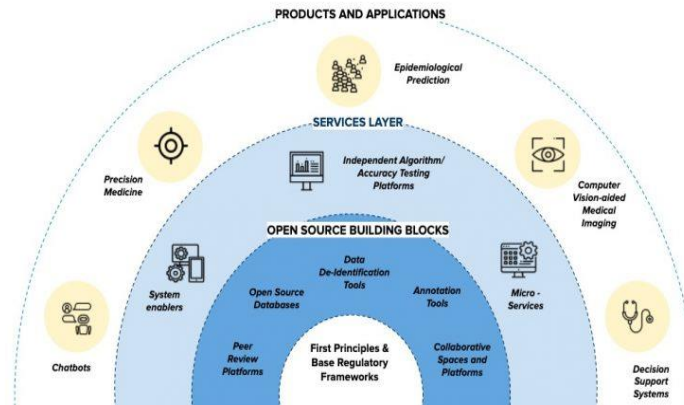 PRODUCTS AND APPLICATIONS
Epidemiological
Prediction
SERVICES LAYER
Independent Algorithm/
Accuracy Testing
Platforms
Precision
Medicine
Computer
Vision-aided
Medical
Imaging
OPEN SOURCE BUILDING BLOCKS
Data
De-Identification
Tools
System
enablers
Open Source
Databases
Annotation
Tools
Micro -
Services
Peer
Review
Platforms
First Principles &
Base Regulatory
Frameworks
Collaborative
Spaces and
Platforms
Chatbots
Decision
Support
Systems